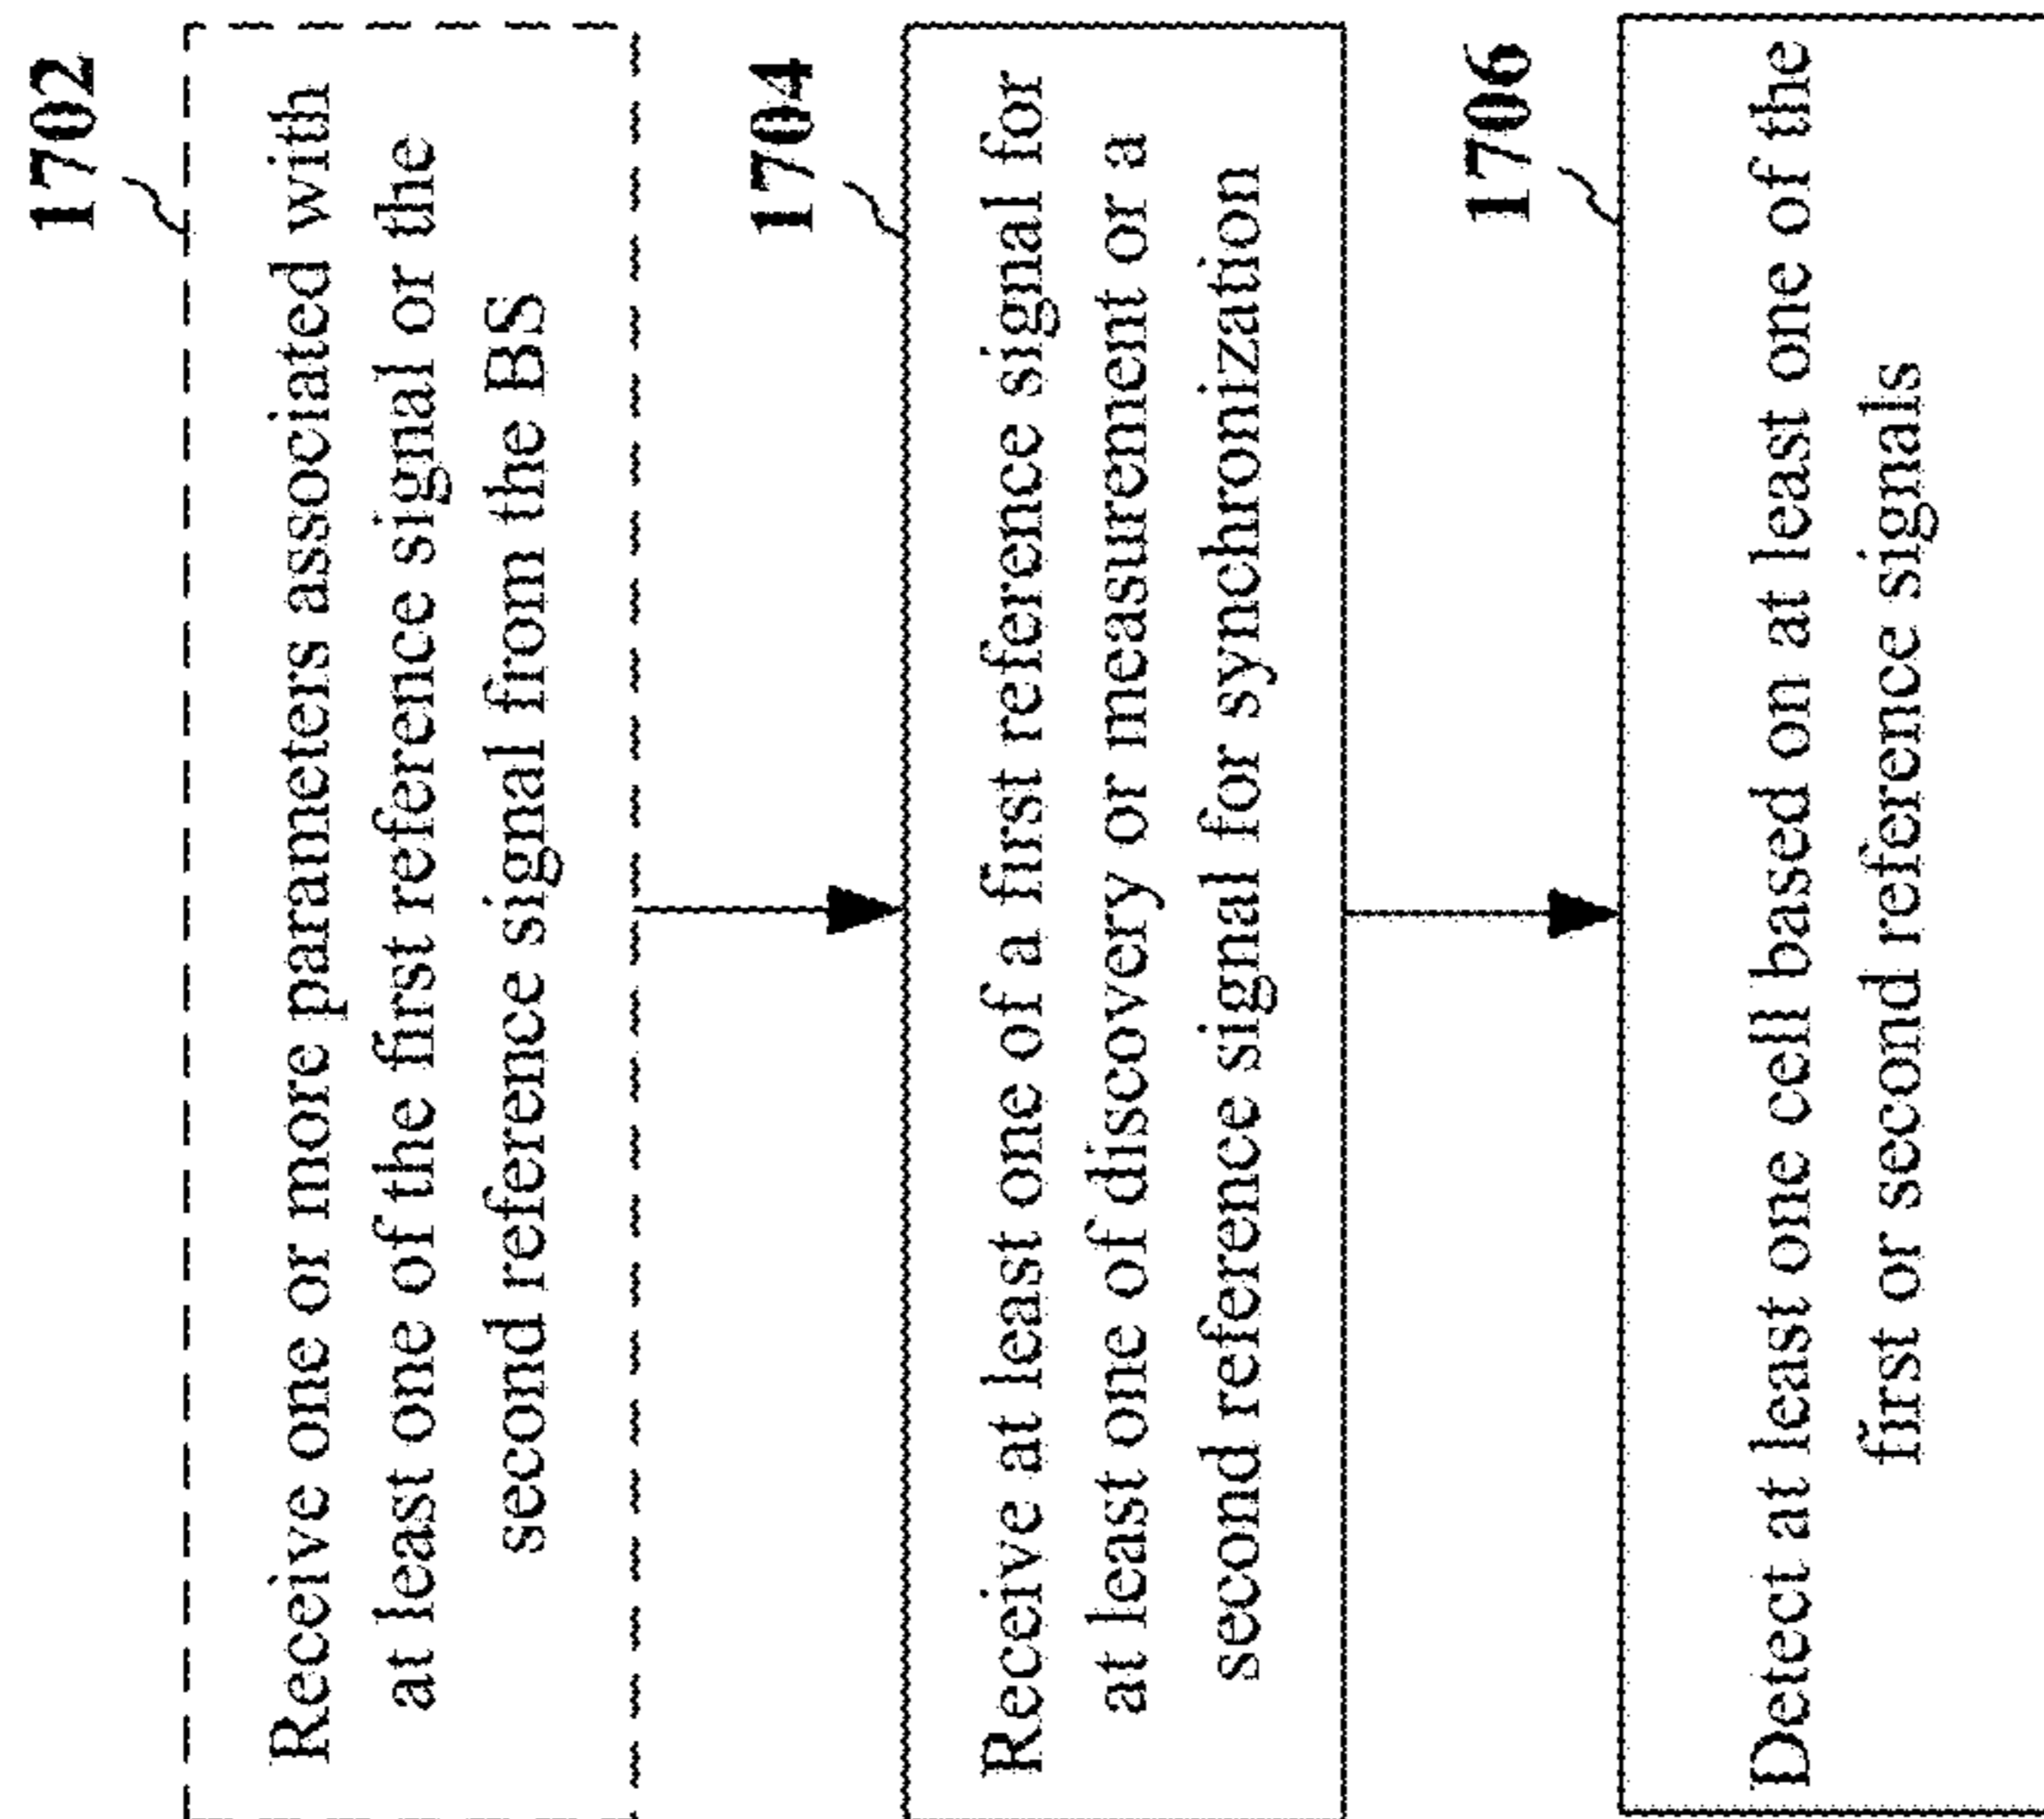 1702
Receive one or more parameters associated with
at least one of the first reference signal or the
second reference signal from the BS
1704
Receive at least one of a first reference signal for
at least one of discovery or measurement or a
second reference signal for synchronization
1706
Detect at least one cell based on at least one of the
first or second reference signals